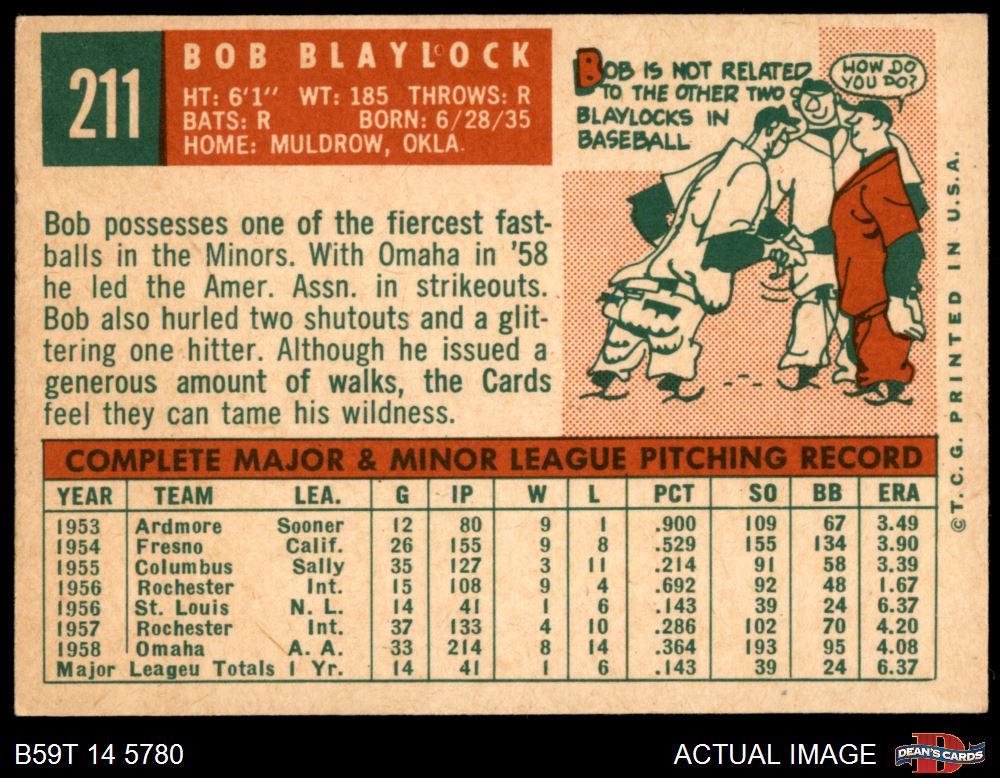 211
BOB BLAYLOCK
HT: 6'1" WT: 185 THROWS: R
BATS: R BORN: 6/28/35
HOME: MULDROW, OKLA.
BOB IS NOT RELATED
TO THE OTHER TWO
BLAYLOCKS IN
BASEBALL
HOW DO
YOU DO?
Bob possesses one of the fiercest fast-
balls in the Minors. With Omaha in '58
he led the Amer. Assn. in strikeouts.
Bob also hurled two shutouts and a glit-
tering one hitter. Although he issued a
generous amount of walks, the Cards
feel they can tame his wildness.
COMPLETE MAJOR & MINOR LEAGUE PITCHING RECORD
YEAR TEAM LEA. G IP W L PCT SO BB ERA
1953 Ardmore Sooner 12 80 9 1 .900 109 67 3.49
1954 Fresno Calif. 26 155 9 8 .529 155 134 3.90
1955 Columbus Sally 35 127 3 11 .214 91 58 3.39
1956 Rochester Int. 15 108 9 4 .692 92 48 1.67
1956 St. Louis N. L. 14 41 1 6 .143 39 24 6.37
1957 Rochester Int. 37 133 4 10 .286 102 70 4.20
1958 Omaha A. A. 33 214 8 14 .364 193 95 4.08
Major Leageu Totals 1 Yr. 14 41 1 6 .143 39 24 6.37
© T. C. G. PRINTED IN U.S.A.
B59T 14 5780
ACTUAL IMAGE
DEAN'S CARDS